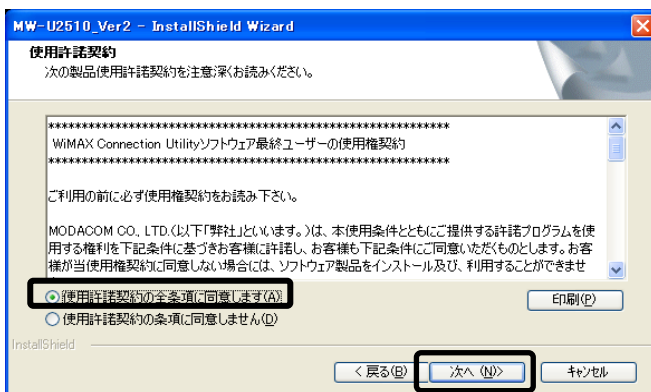 MW-U2510_Ver2 - InstallShield Wizard
使用許諾契約
次の製品使用許諾契約を注意深くお読みください。
******************************************************************
WiMAX Connection Utilityソフトウェア最終ユーザーの使用権契約
******************************************************************
ご利用の前に必ず使用権契約をお読み下さい。
MODACOM CO., LTD.(以下「弊社」といいます。)は、本使用条件とともにご提供する許諾プログラムを使
用する権利を下記条件に基づきお客様に許諾し、お客様も下記条件にご同意いただくものとします。お客
様が当使用権契約に同意しない場合には、ソフトウェア製品をインストール及び、利用することができませ
使用許諾契約の全条項に同意します(A)
印刷(P)
使用許諾契約の条項に同意しません(D)
InstallShield
< 戻る(B)
次へ (N)>
キャンセル